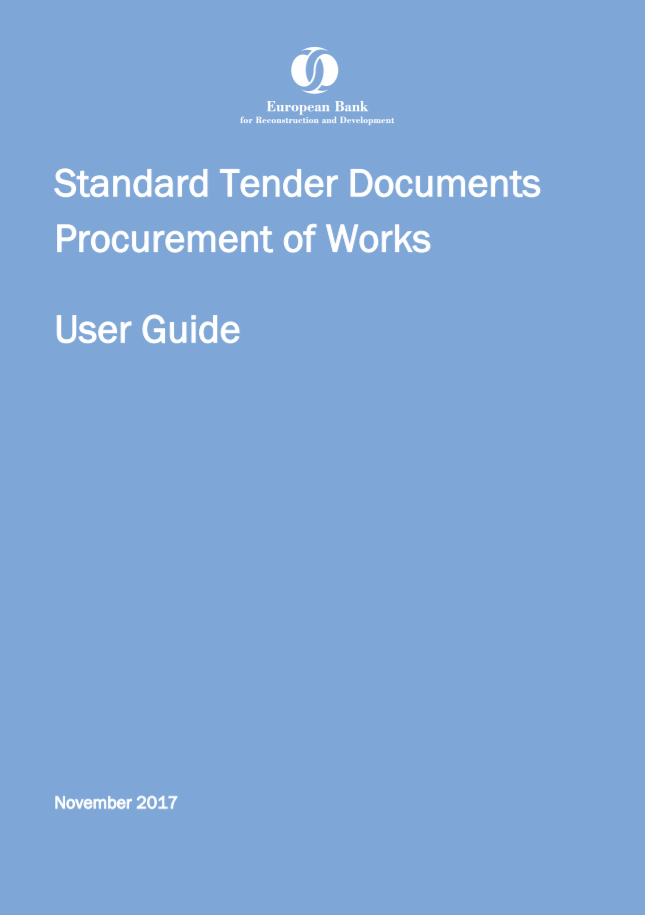 European Bank
for Reconstruction and Development
Standard Tender Documents
Procurement of Works
User Guide
November 2017